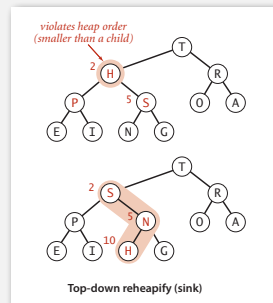 violates heap order
(smaller than a child)
T
2 H R
P 5 S O A
E I N G
T
2 S R
P 5 N O A
10
E I H G
Top-down reheapify (sink)